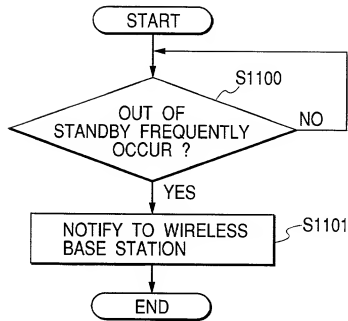 START
S1100
OUT OF
STANDBY FREQUENTLY
OCCUR ?
NO
YES
NOTIFY TO WIRELESS
BASE STATION
S1101
END